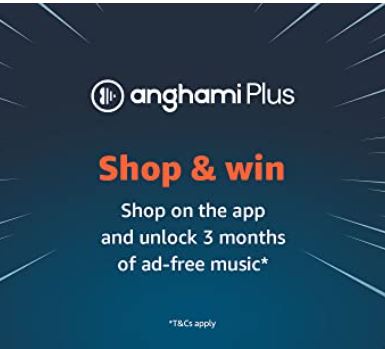 anghami Plus
Shop & win
Shop on the app
and unlock 3 months
of ad-free music*
*T&Cs apply